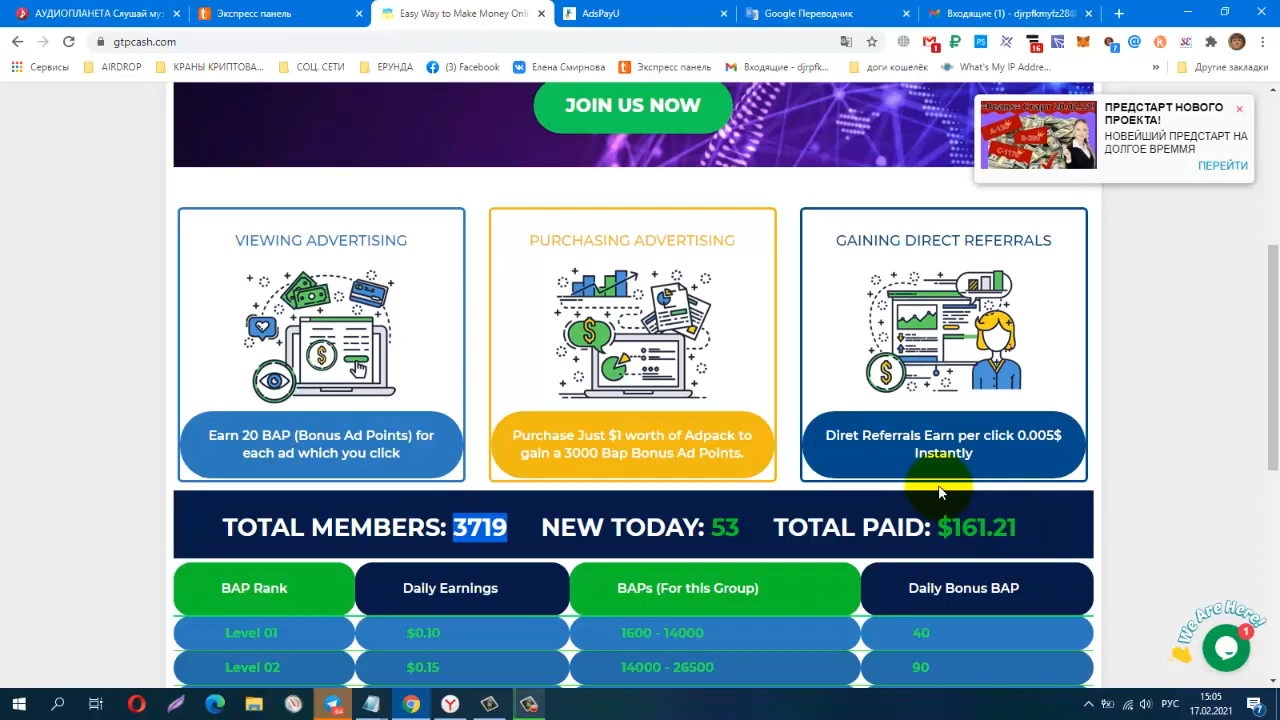 АУДИОПЛАНЕТА Слушай му
Экспресс панель
Easy Way to Make Money Onl
AdsPayU
Google Переводчик
Входящие (1) - djrpfkmyfz28@
gtpcash.com
Сервисы
AIRDROP
КРАНЫ КРИПТОВА...
СОЦ. СЕТИ
ЕРУНДА
(3) Facebook
Елена Смирнова
Экспресс панель
Входящие - djrpfk...
доги кошелёк
What's My IP Addre...
Другие закладки
JOIN US NOW
ПРЕДСТАРТ НОВОГО
ПРОЕКТА!
НОВЕЙШИЙ ПРЕДСТАРТ НА
ДОЛГОЕ ВРЕММЯ
ПЕРЕЙТИ
VIEWING ADVERTISING
PURCHASING ADVERTISING
GAINING DIRECT REFERRALS
Earn 20 BAP (Bonus Ad Points) for
each ad which you click
Purchase Just $1 worth of Adpack to
gain a 3000 Bap Bonus Ad Points.
Diret Referrals Earn per click 0.005$
Instantly
TOTAL MEMBERS: 3719 NEW TODAY: 53 TOTAL PAID: $161.21
BAP Rank Daily Earnings BAPs (For this Group) Daily Bonus BAP
Level 01 $0.10 1600 - 14000 40
Level 02 $0.15 14000 - 26500 90
We Are Here!
1
РУС
15:05
17.02.2021